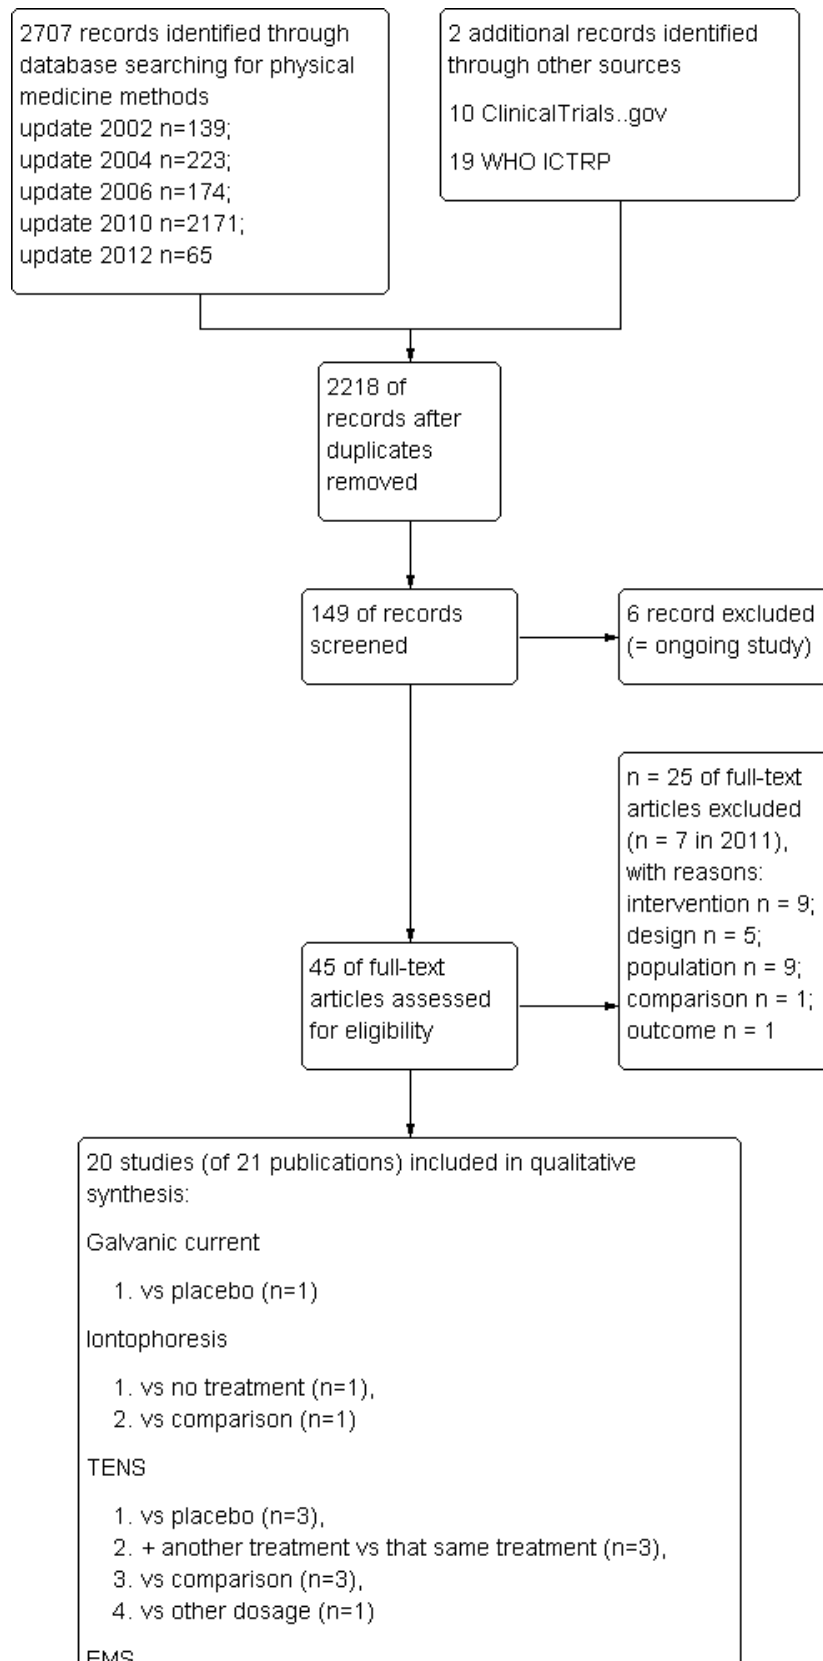 2707 records identified through
database searching for physical
medicine methods
update 2002 n=139;
update 2004 n=223;
update 2006 n=174;
update 2010 n=2171;
update 2012 n=65
2 additional records identified
through other sources
10 ClinicalTrials..gov
19 WHO ICTRP
2218 of
records after
duplicates
removed
149 of records
screened
6 record excluded
(= ongoing study)
n = 25 of full-text
articles excluded
(n = 7 in 2011),
with reasons:
intervention n = 9;
design n = 5;
population n = 9;
comparison n = 1;
outcome n = 1
45 of full-text
articles assessed
for eligibility
20 studies (of 21 publications) included in qualitative
synthesis:
Galvanic current
1. vs placebo (n=1)
Iontophoresis
1. vs no treatment (n=1),
2. vs comparison (n=1)
TENS
1. vs placebo (n=3),
2. + another treatment vs that same treatment (n=3),
3. vs comparison (n=3),
4. vs other dosage (n=1)
EMS